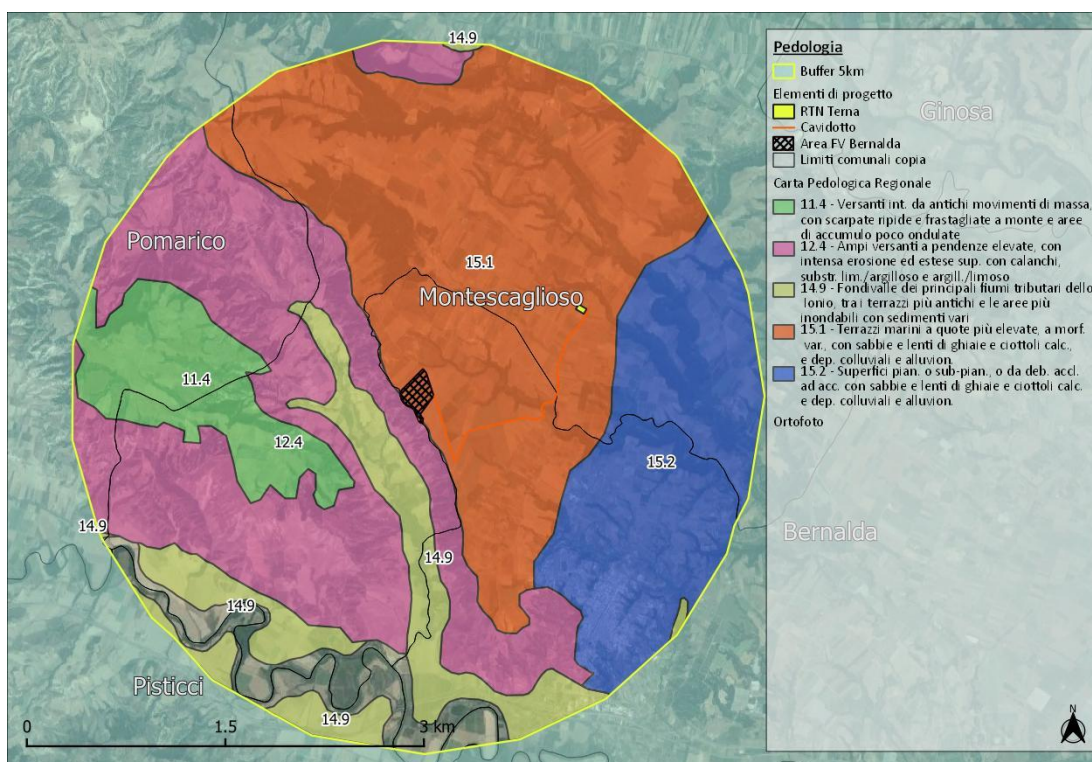 14.9
Pomarico
15.1
Montescaglioso
11.4
12.4
15.2
14.9
14.9
14.9
Pisticci
14.9
0 1.5 3 km
Ginosa
Bernalda
N
Pedologia
Buffer 5km
Elementi di progetto
RTN Terna
Cavidotto
Area FV Bernalda
Limiti comunali copia
Carta Pedologica Regionale
11.4 - Versanti int. da antichi movimenti di massa,
con scarpate ripide e frastagliate a monte e aree
di accumulo poco ondulate
12.4 - Ampi versanti a pendenze elevate, con
intensa erosione ed estese sup. con calanchi,
substr. lim./argilloso e argill./limoso
14.9 - Fondivalle dei principali fiumi tributari dello
Ionio, tra i terrazzi più antichi e le aree più
inondabili con sedimenti vari
15.1 - Terrazzi marini a quote più elevate, a morf.
var., con sabbie e lenti di ghiaie e ciottoli calc.,
e dep. colluviali e alluvion.
15.2 - Superfici pian. o sub-pian., o da deb. accl.
ad acc. con sabbie e lenti di ghiaie e ciottoli calc.
e dep. colluviali e alluvion.
Ortofoto